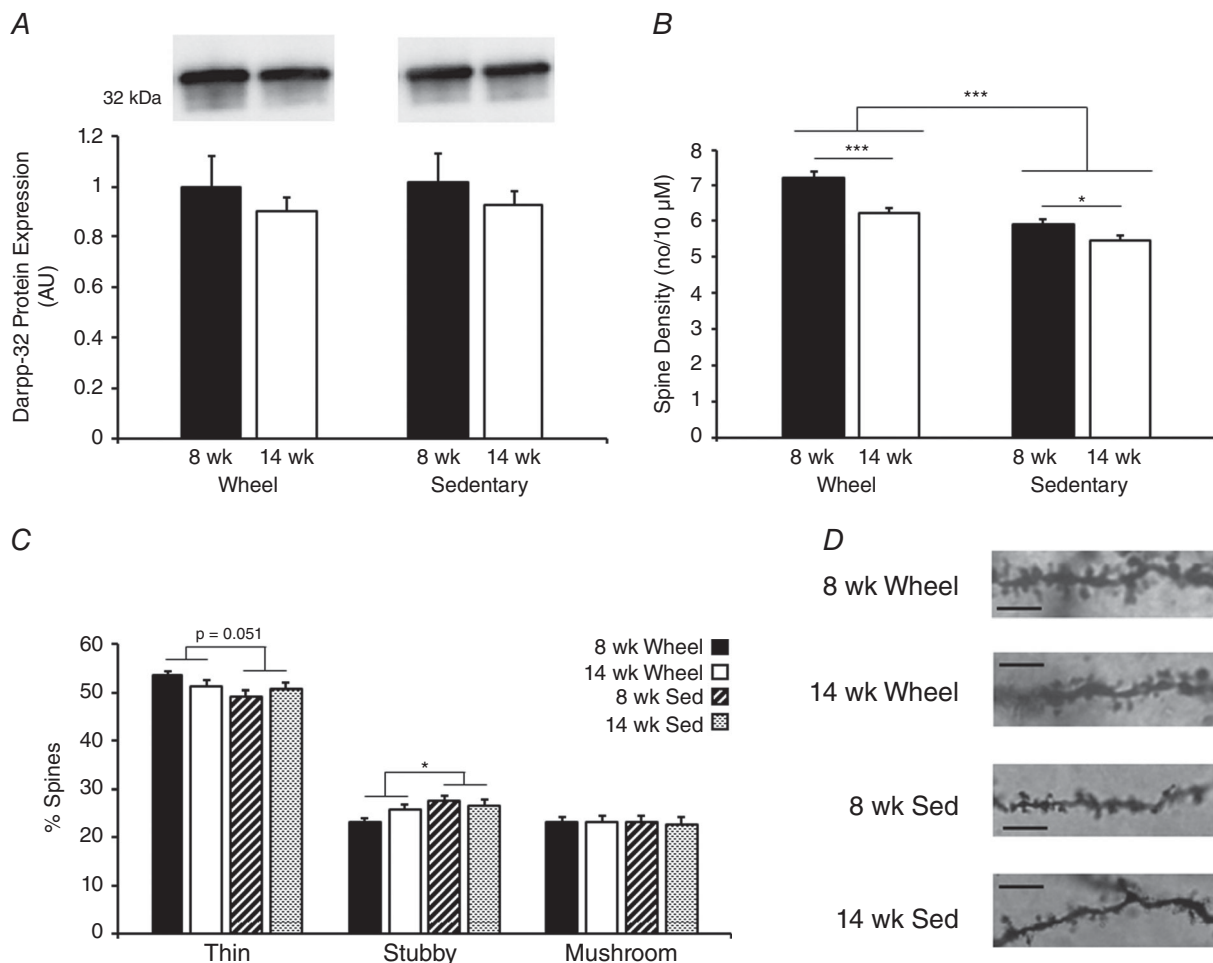 A
32 kDa
Darpp-32 Protein Expression
(AU)
1.2
1
0.8
0.6
0.4
0.2
0
8 wk 14 wk 8 wk 14 wk
Wheel Sedentary
B
***
***
*
Spine Density (no/10 µM)
8
7
6
5
4
3
2
1
0
8 wk 14 wk 8 wk 14 wk
Wheel Sedentary
C
% Spines
60
50
40
30
20
10
0
p = 0.051
*
8 wk Wheel
14 wk Wheel
8 wk Sed
14 wk Sed
Thin Stubby Mushroom
D
8 wk Wheel
14 wk Wheel
8 wk Sed
14 wk Sed